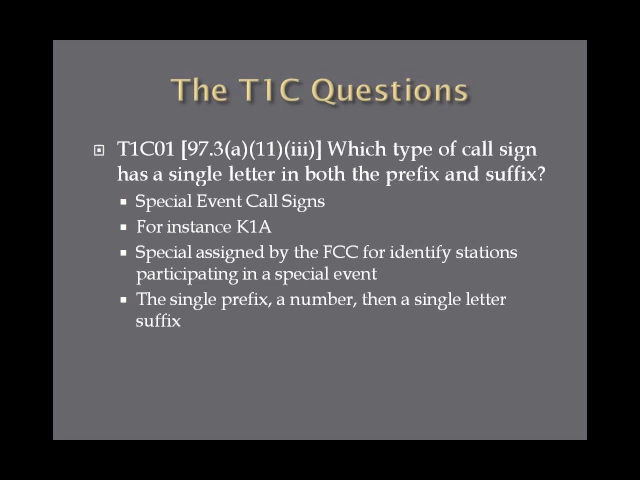 The T1C Questions
T1C01 [97.3(a)(11)(iii)] Which type of call sign
has a single letter in both the prefix and suffix?
Special Event Call Signs
For instance K1A
Special assigned by the FCC for identify stations
participating in a special event
The single prefix, a number, then a single letter
suffix